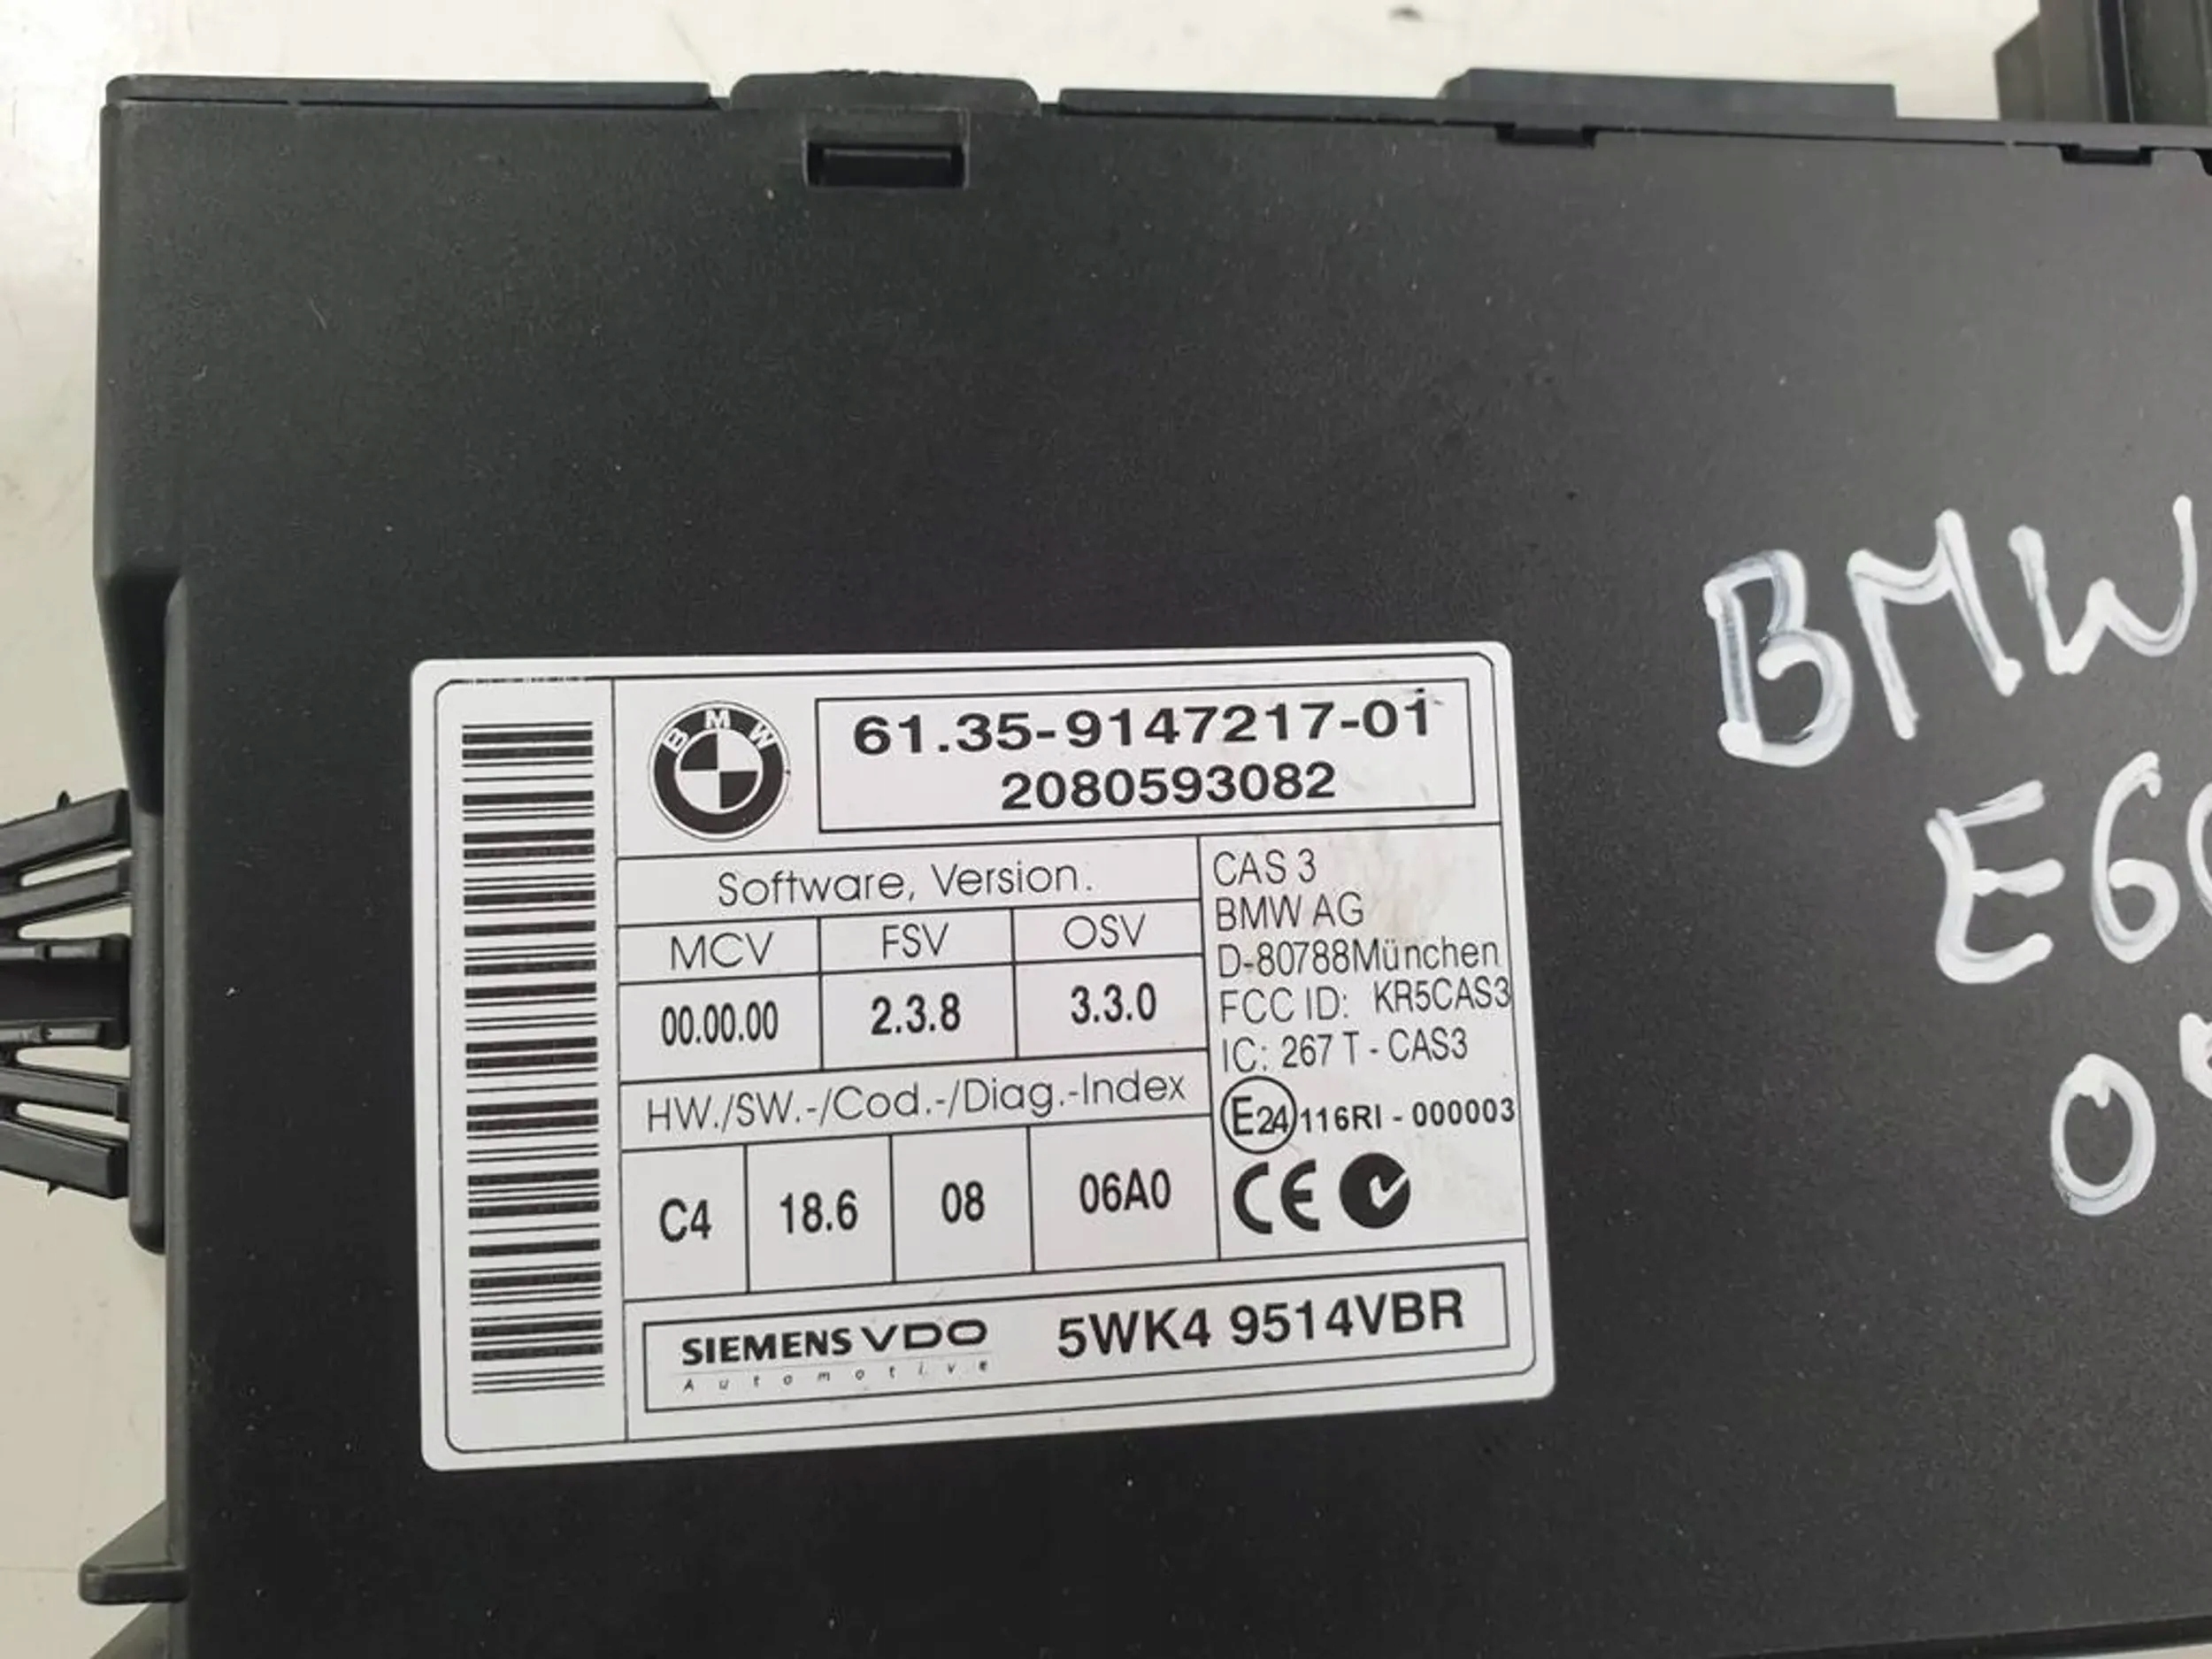 BMW
61.35-9147217-01
2080593082
Software, Version.
MCV FSV OSV
00.00.00 2.3.8 3.3.0
HW./SW.-/Cod.-/Diag.-Index
C4 18.6 08 06A0
CAS 3
BMW AG
D-80788München
FCC ID: KR5CAS3
IC: 267 T - CAS3
E24 116RI - 000003
CE
SIEMENS VDO 5WK4 9514VBR
Automotive
BMW